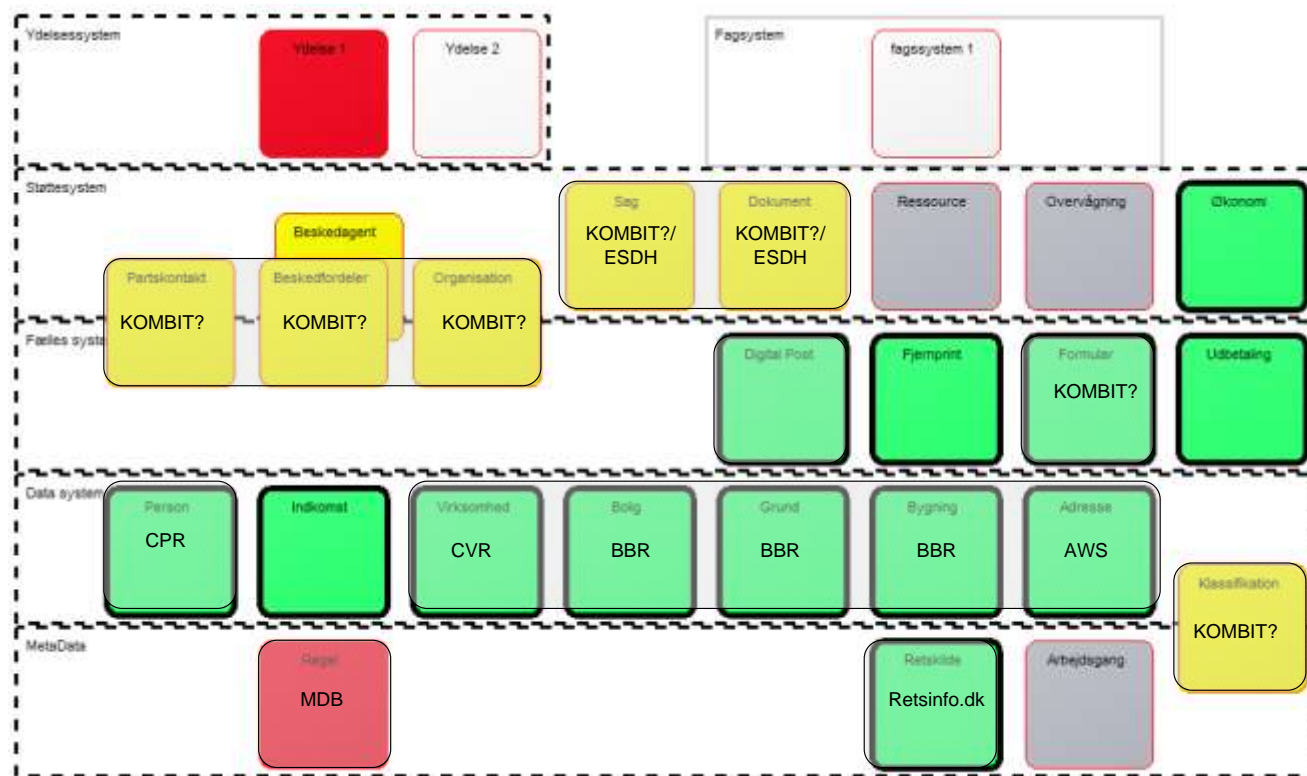 Ydelsessystem
Ydelse 1
Ydelse 2
Fagsystem
fagssystem 1
Støttesystem
Beskedagent
Sag
KOMBIT?/
ESDH
Dokument
KOMBIT?/
ESDH
Ressource
Overvågning
Økonomi
Partskontakt
KOMBIT?
Beskedfordeler
KOMBIT?
Organisation
KOMBIT?
Fælles syste
Digital Post
Fjernprint
Formular
KOMBIT?
Udbetaling
Data system
Person
CPR
Indkomst
Virksomhed
CVR
Bolig
BBR
Grund
BBR
Bygning
BBR
Adresse
AWS
Klassifikation
KOMBIT?
MetaData
Regel
MDB
Retskilde
Retsinfo.dk
Arbejdsgang